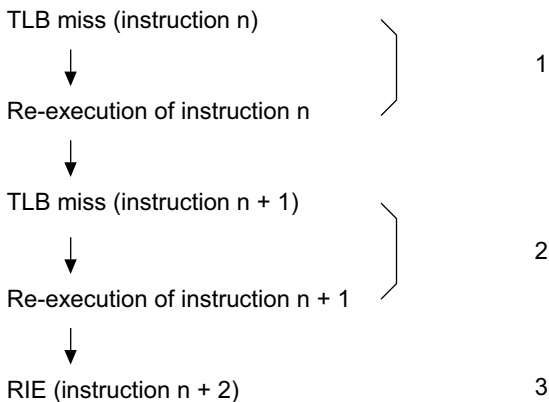 TLB miss (instruction n)
1
Re-execution of instruction n
TLB miss (instruction n + 1)
2
Re-execution of instruction n + 1
RIE (instruction n + 2)
3